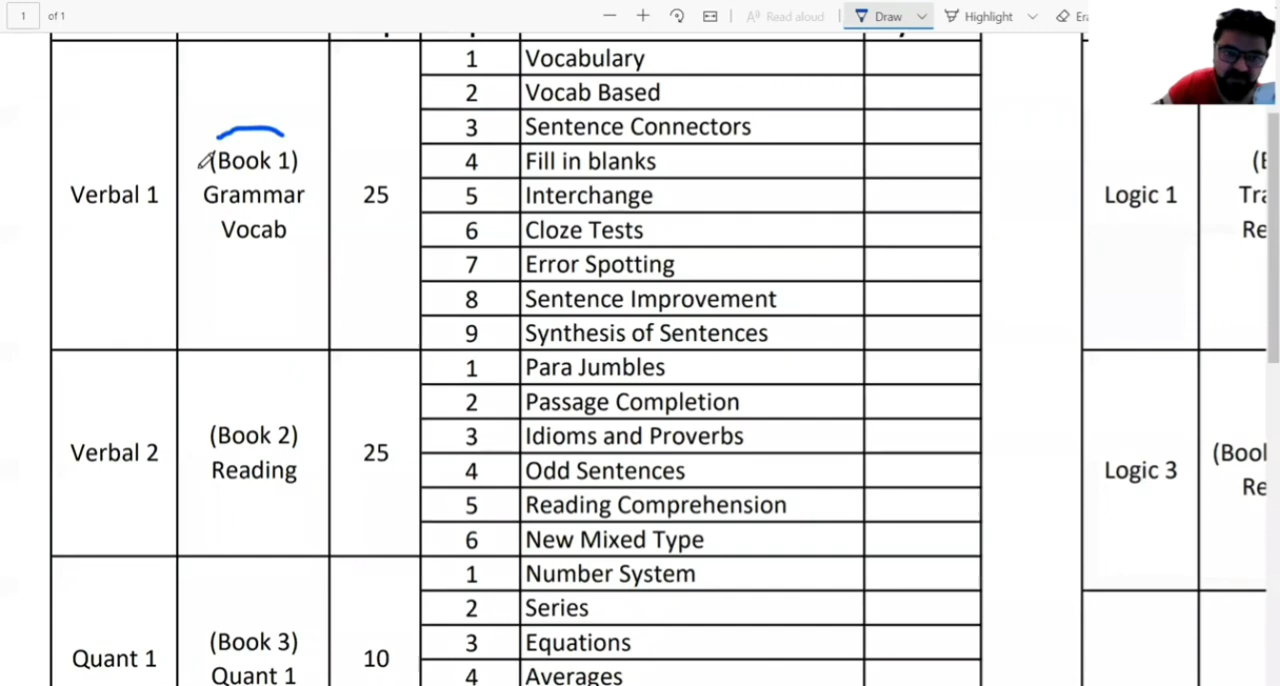 1 of 1 Read aloud Draw Highlight
1 Vocabulary
2 Vocab Based
3 Sentence Connectors
4 Fill in blanks
5 Interchange
6 Cloze Tests
7 Error Spotting
8 Sentence Improvement
9 Synthesis of Sentences
Verbal 1
(Book 1)
Grammar
Vocab
25
1 Para Jumbles
2 Passage Completion
3 Idioms and Proverbs
4 Odd Sentences
5 Reading Comprehension
6 New Mixed Type
Verbal 2
(Book 2)
Reading
25
1 Number System
2 Series
3 Equations
4 Averages
Quant 1
(Book 3)
Quant 1
10
Logic 1
Logic 3